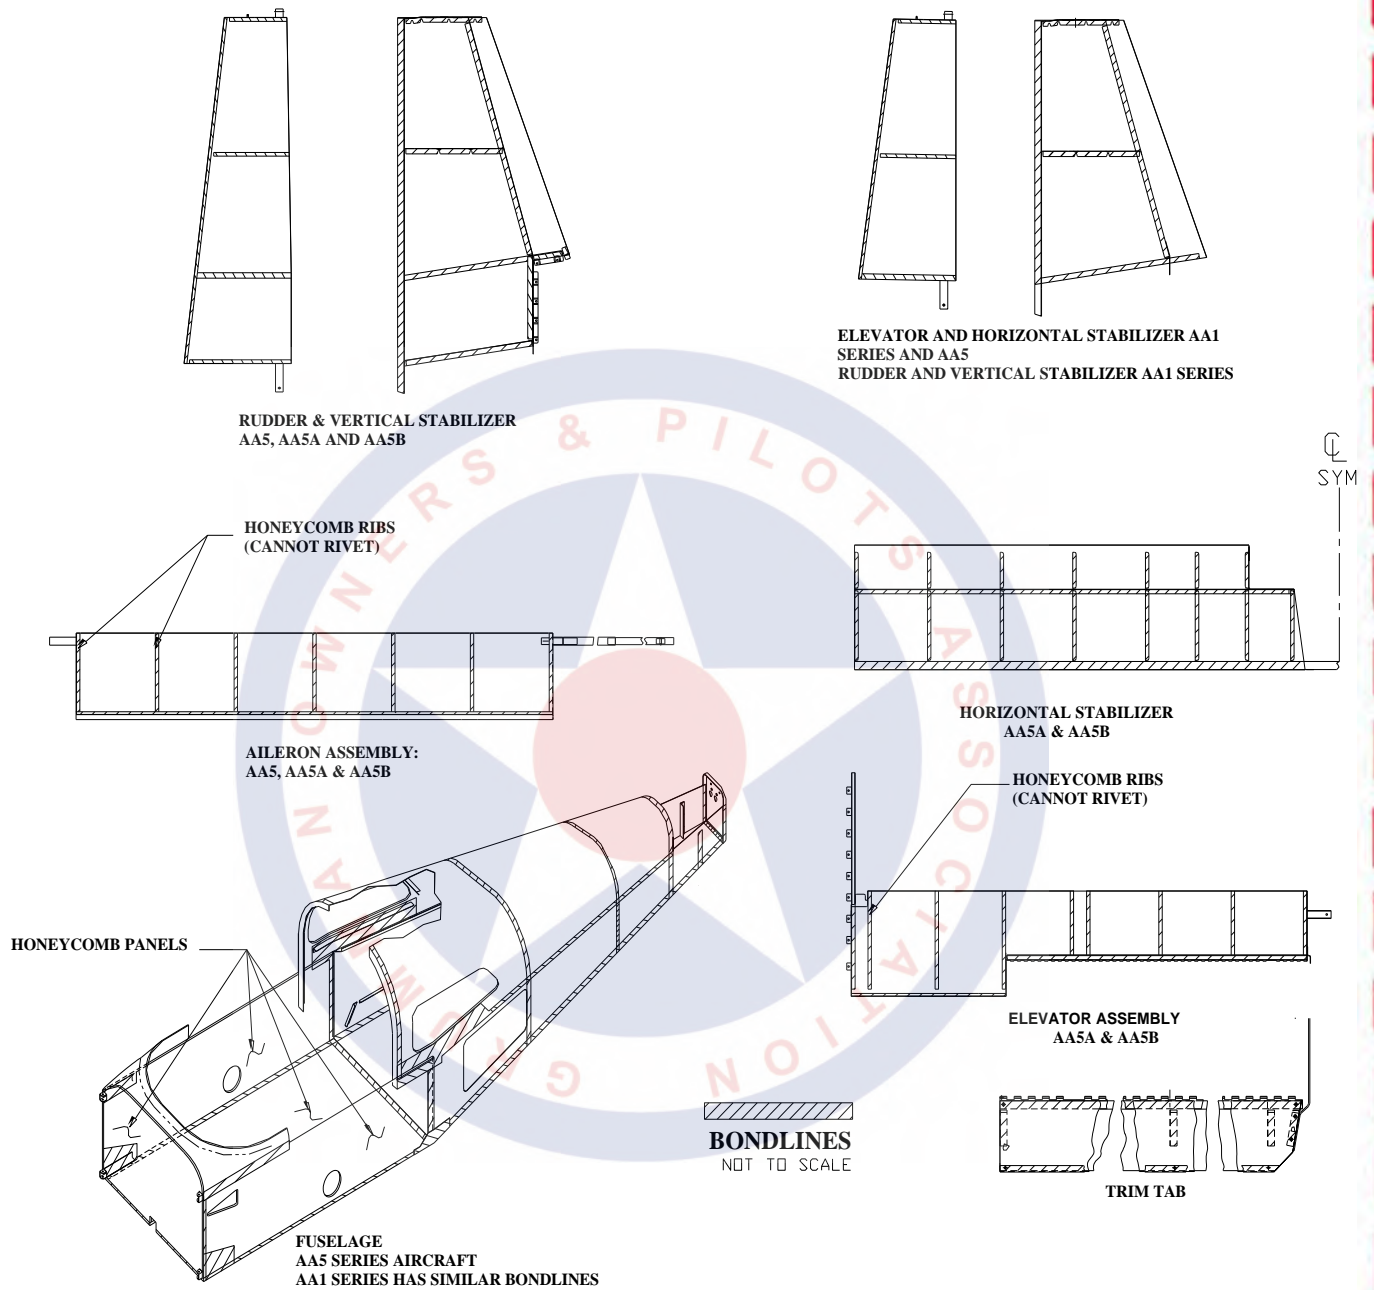 ELEVATOR AND HORIZONTAL STABILIZER AA1
SERIES AND AA5
RUDDER AND VERTICAL STABILIZER AA1 SERIES
RUDDER & VERTICAL STABILIZER
AA5, AA5A AND AA5B
CL
SYM
HONEYCOMB RIBS
(CANNOT RIVET)
HORIZONTAL STABILIZER
AA5A & AA5B
AILERON ASSEMBLY:
AA5, AA5A & AA5B
HONEYCOMB RIBS
(CANNOT RIVET)
HONEYCOMB PANELS
ELEVATOR ASSEMBLY
AA5A & AA5B
BONDLINES
NOT TO SCALE
TRIM TAB
FUSELAGE
AA5 SERIES AIRCRAFT
AA1 SERIES HAS SIMILAR BONDLINES
GRUMMAN OWNERS & PILOTS ASSOCIATION